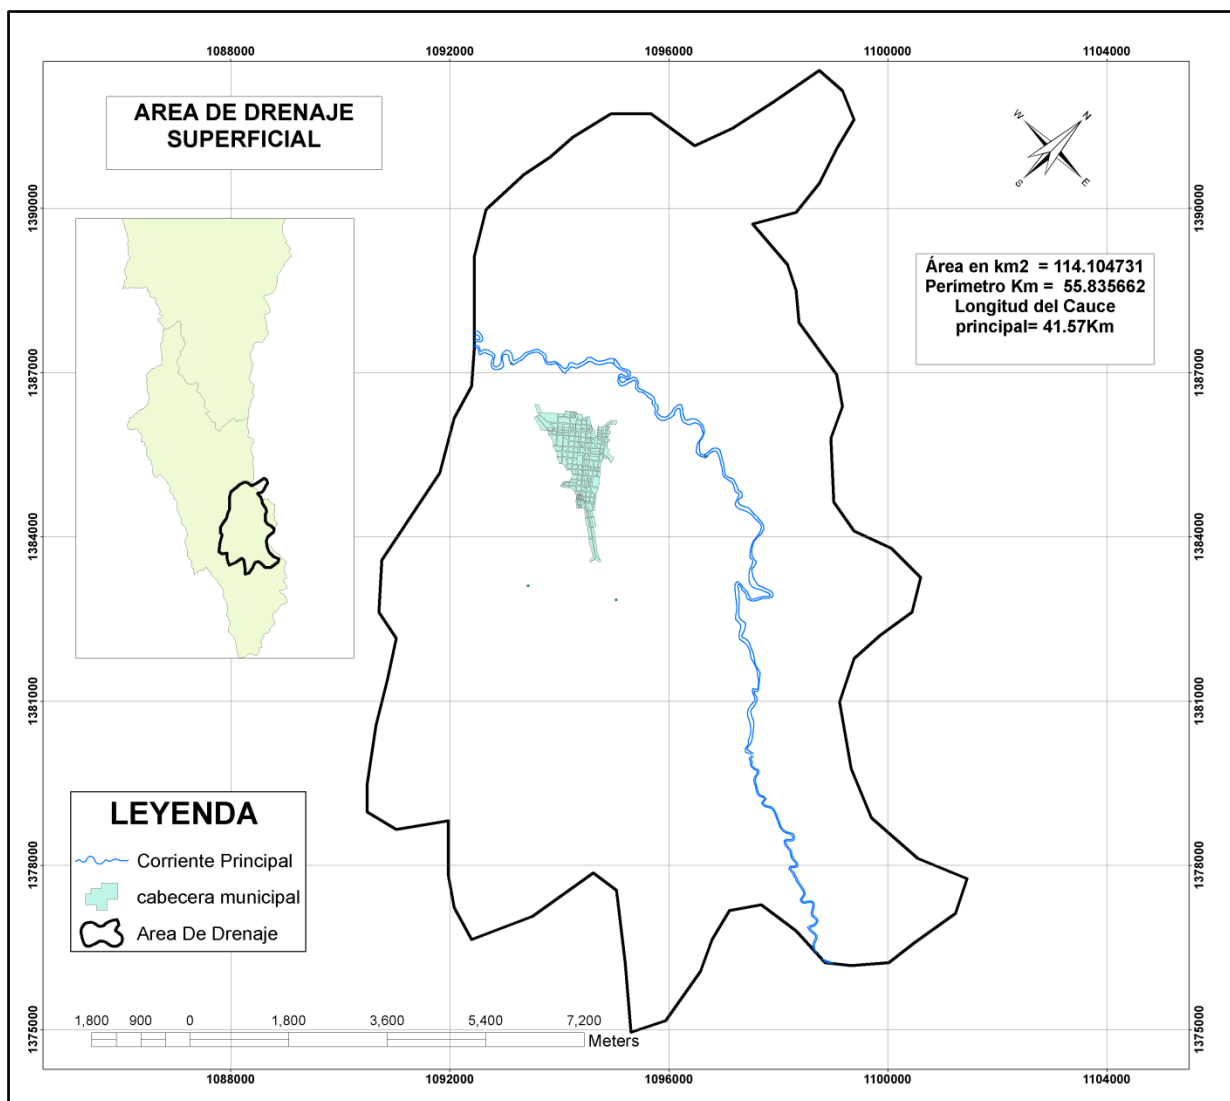 1088000
1092000
1096000
1100000
1104000
AREA DE DRENAJE
SUPERFICIAL
W
N
S
E
1390000
1390000
Área en km2 = 114.104731
Perímetro Km = 55.835662
Longitud del Cauce
principal= 41.57Km
1387000
1387000
1384000
1384000
1381000
1381000
LEYENDA
Corriente Principal
cabecera municipal
Area De Drenaje
1378000
1378000
1,800 900 0 1,800 3,600 5,400 7,200
Meters
1375000
1375000
1088000
1092000
1096000
1100000
1104000